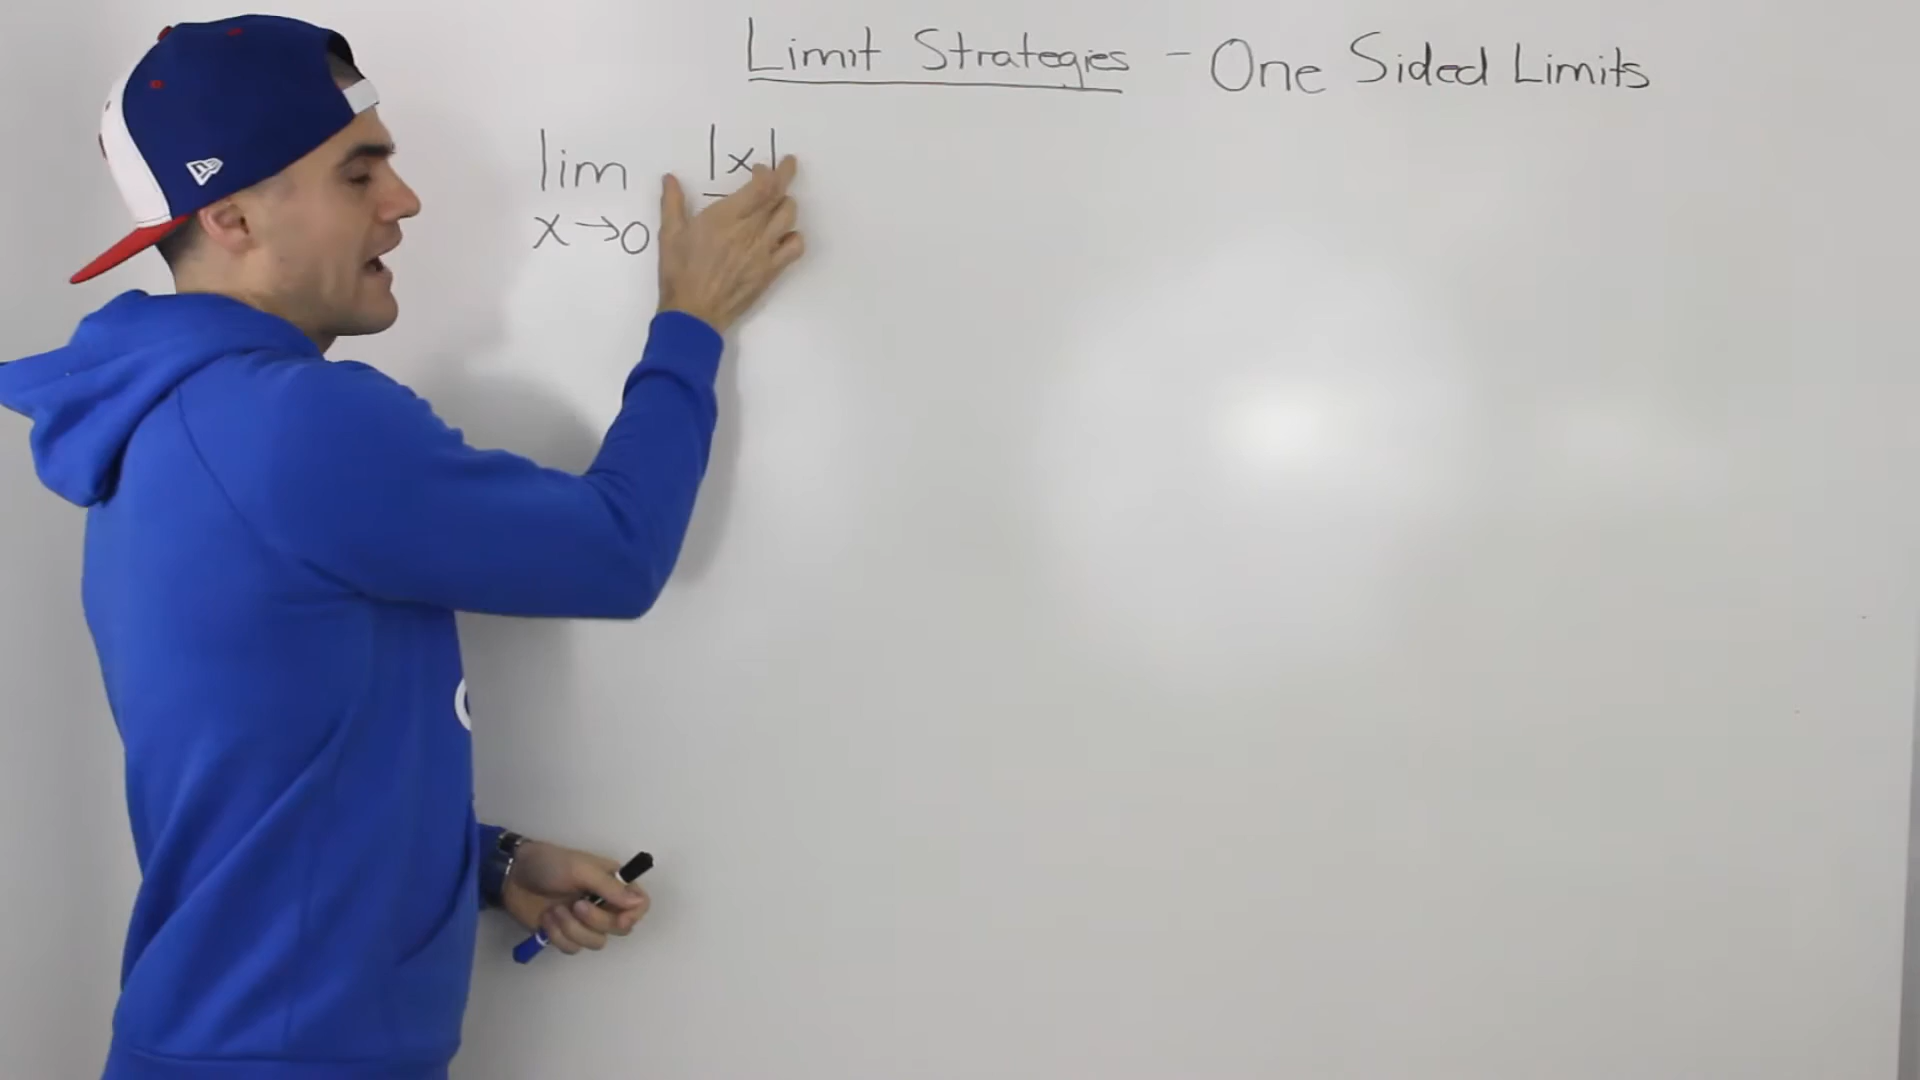 Limit Strategies - One Sided Limits
lim |x|
x→0